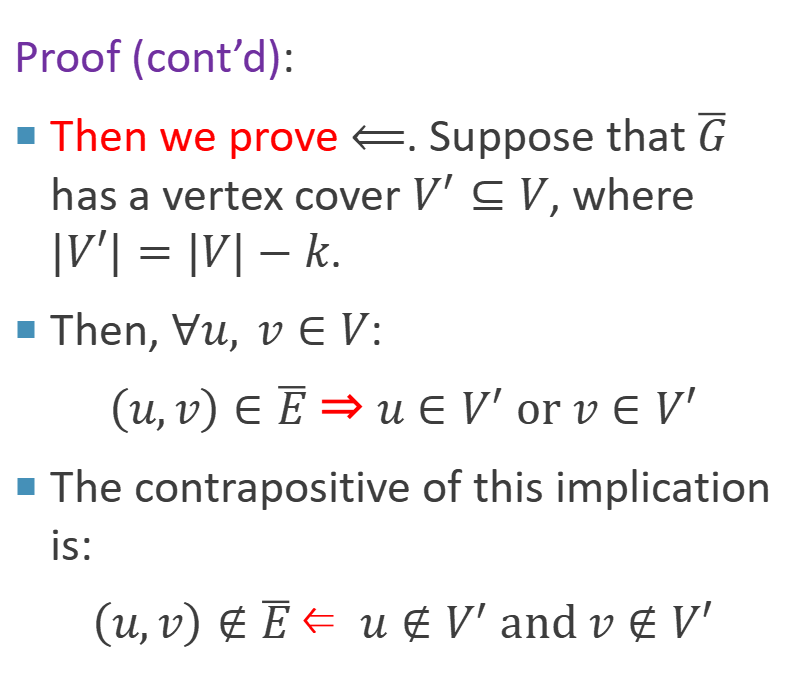 Proof (cont’d):
▪ Then we prove ⟸. Suppose that G̅
has a vertex cover V′ ⊆ V, where
|V′| = |V| − k.
▪ Then, ∀u, v ∈ V:
(u, v) ∈ E̅ ⇒ u ∈ V′ or v ∈ V′
▪ The contrapositive of this implication
is:
(u, v) ∉ E̅ ⇐ u ∉ V′ and v ∉ V′